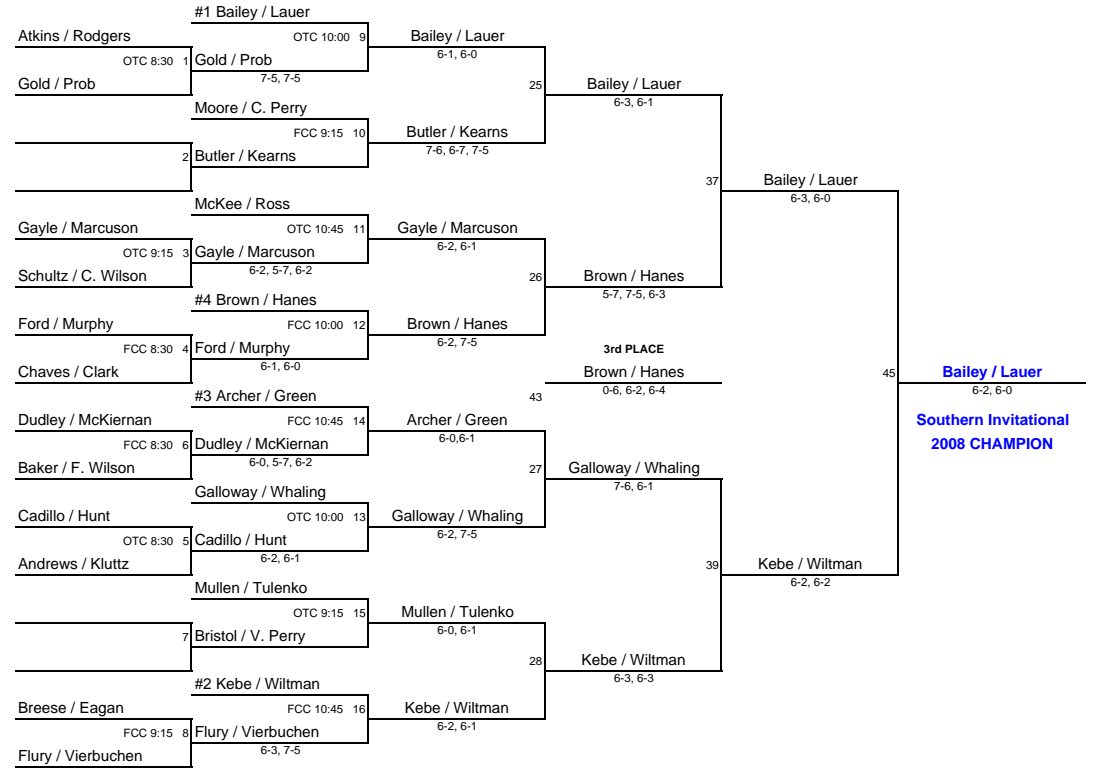 #1 Bailey / Lauer
Atkins / Rodgers
OTC 10:00 9
Bailey / Lauer
6-1, 6-0
OTC 8:30 1
Gold / Prob
7-5, 7-5
Gold / Prob
25
Bailey / Lauer
6-3, 6-1
Moore / C. Perry
FCC 9:15 10
Butler / Kearns
7-6, 6-7, 7-5
2
Butler / Kearns
37
Bailey / Lauer
6-3, 6-0
McKee / Ross
Gayle / Marcuson
OTC 10:45 11
Gayle / Marcuson
6-2, 6-1
OTC 9:15 3
Gayle / Marcuson
6-2, 5-7, 6-2
Schultz / C. Wilson
26
Brown / Hanes
5-7, 7-5, 6-3
#4 Brown / Hanes
Ford / Murphy
FCC 10:00 12
Brown / Hanes
6-2, 7-5
FCC 8:30 4
Ford / Murphy
6-1, 6-0
3rd PLACE
Chaves / Clark
Brown / Hanes
0-6, 6-2, 6-4
45
Bailey / Lauer
6-2, 6-0
#3 Archer / Green
43
Dudley / McKiernan
FCC 10:45 14
Archer / Green
6-0,6-1
Southern Invitational
2008 CHAMPION
FCC 8:30 6
Dudley / McKiernan
6-0, 5-7, 6-2
Baker / F. Wilson
27
Galloway / Whaling
7-6, 6-1
Galloway / Whaling
Cadillo / Hunt
OTC 10:00 13
Galloway / Whaling
6-2, 7-5
OTC 8:30 5
Cadillo / Hunt
6-2, 6-1
Andrews / Kluttz
39
Kebe / Wiltman
6-2, 6-2
Mullen / Tulenko
OTC 9:15 15
Mullen / Tulenko
6-0, 6-1
7
Bristol / V. Perry
28
Kebe / Wiltman
6-3, 6-3
#2 Kebe / Wiltman
Breese / Eagan
FCC 10:45 16
Kebe / Wiltman
6-2, 6-1
FCC 9:15 8
Flury / Vierbuchen
6-3, 7-5
Flury / Vierbuchen